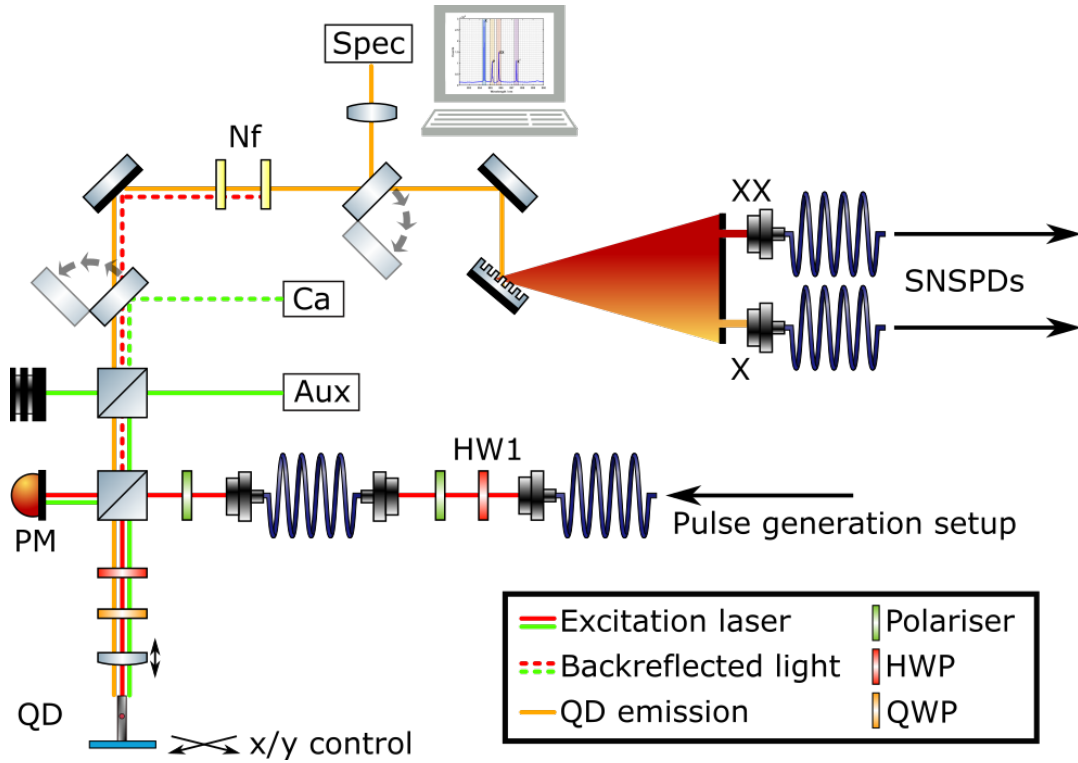 Spec
Nf
XX
SNSPDs
Ca
X
Aux
HW1
PM
Pulse generation setup
Excitation laser
Polariser
Backreflected light
HWP
QD emission
QWP
QD
x/y control